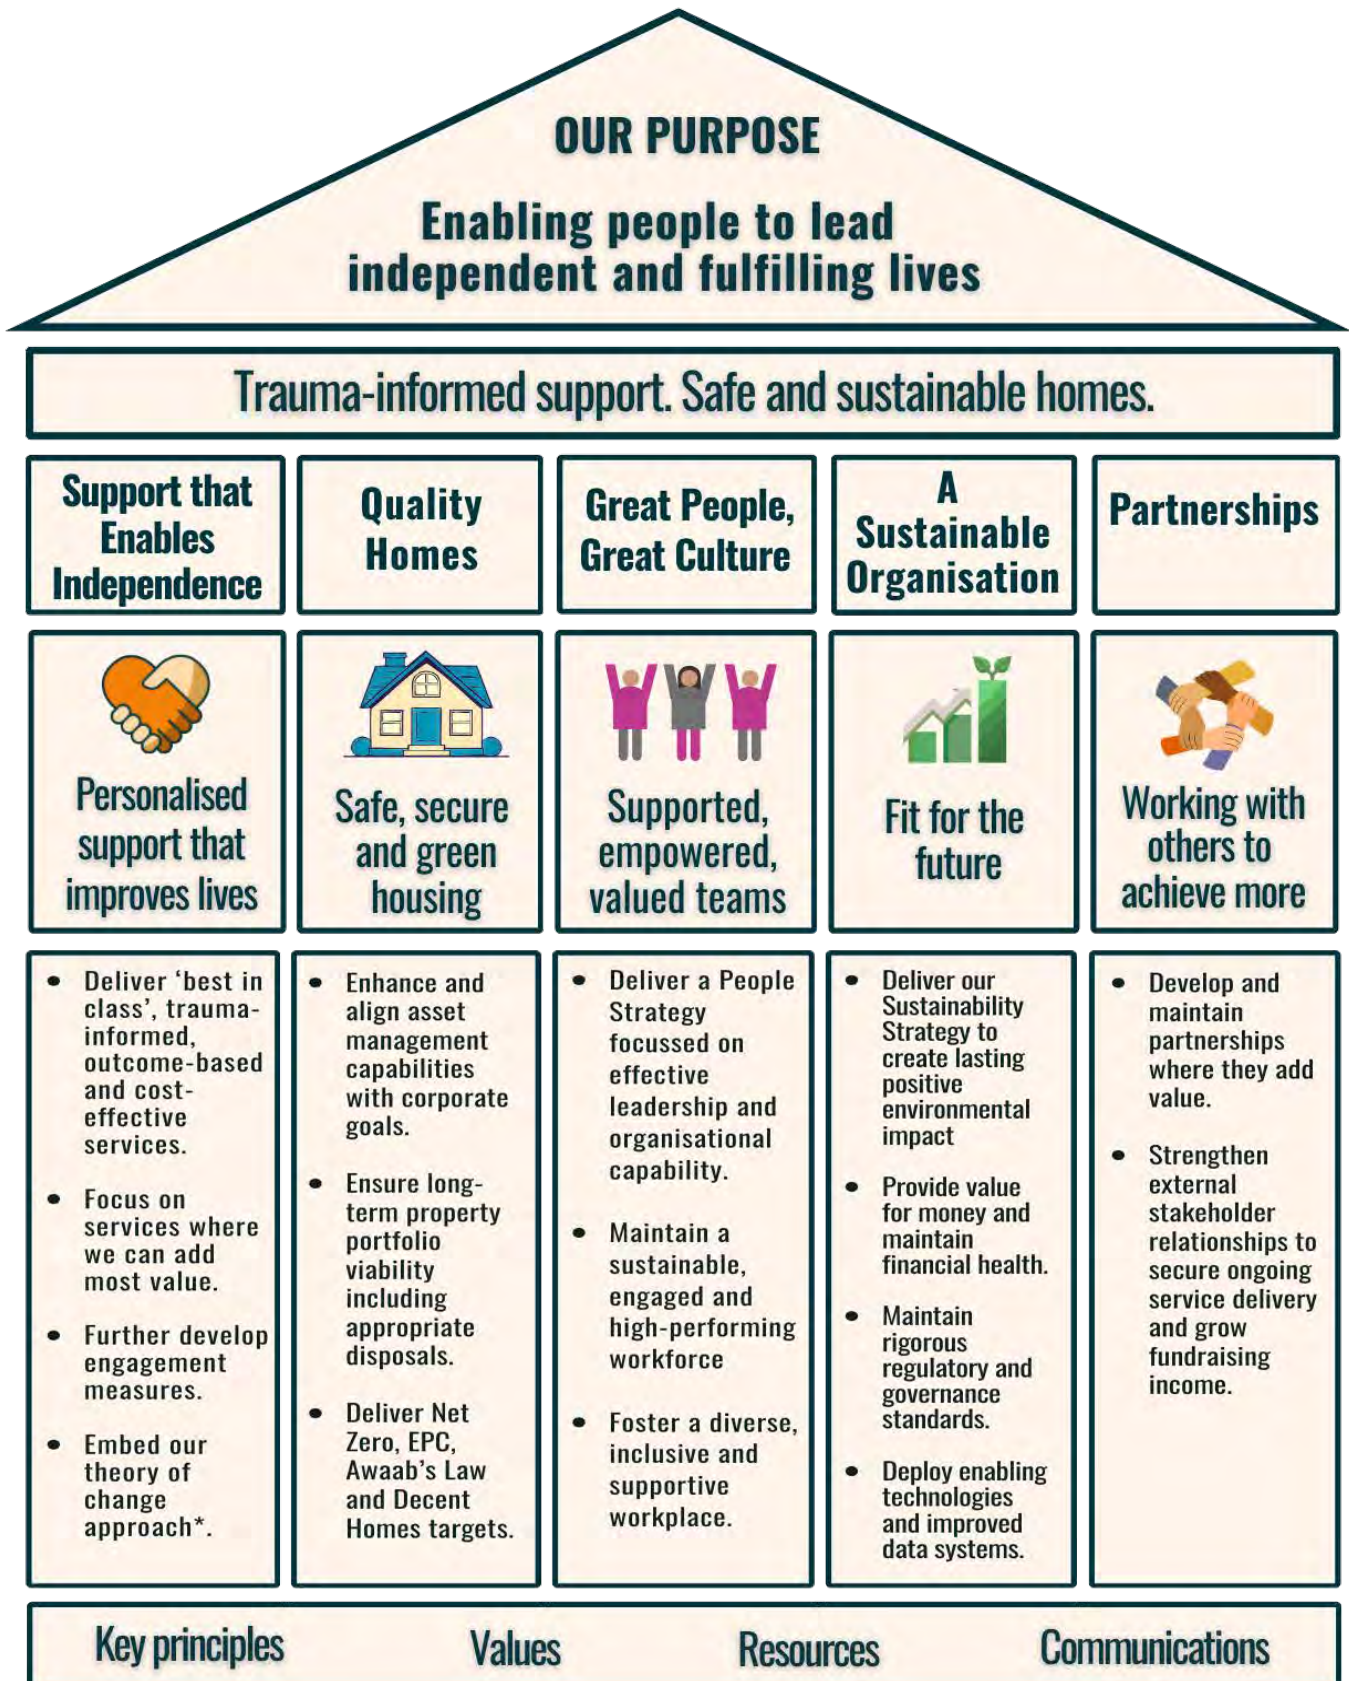 OUR PURPOSE
Enabling people to lead
independent and fulfilling lives
Trauma-informed support. Safe and sustainable homes.
Support that
Enables
Independence
Quality
Homes
Great People,
Great Culture
A
Sustainable
Organisation
Partnerships
Personalised
support that
improves lives
Safe, secure
and green
housing
Supported,
empowered,
valued teams
Fit for the
future
Working with
others to
achieve more
• Deliver ‘best in
class’, trauma-
informed,
outcome-based
and cost-
effective
services.
• Focus on
services where
we can add
most value.
• Further develop
engagement
measures.
• Embed our
theory of
change
approach*.
• Enhance and
align asset
management
capabilities
with corporate
goals.
• Ensure long-
term property
portfolio
viability
including
appropriate
disposals.
• Deliver Net
Zero, EPC,
Awaab’s Law
and Decent
Homes targets.
• Deliver a People
Strategy
focussed on
effective
leadership and
organisational
capability.
• Maintain a
sustainable,
engaged and
high-performing
workforce
• Foster a diverse,
inclusive and
supportive
workplace.
• Deliver our
Sustainability
Strategy to
create lasting
positive
environmental
impact
• Provide value
for money and
maintain
financial health.
• Maintain
rigorous
regulatory and
governance
standards.
• Deploy enabling
technologies
and improved
data systems.
• Develop and
maintain
partnerships
where they add
value.
• Strengthen
external
stakeholder
relationships to
secure ongoing
service delivery
and grow
fundraising
income.
Key principles
Values
Resources
Communications